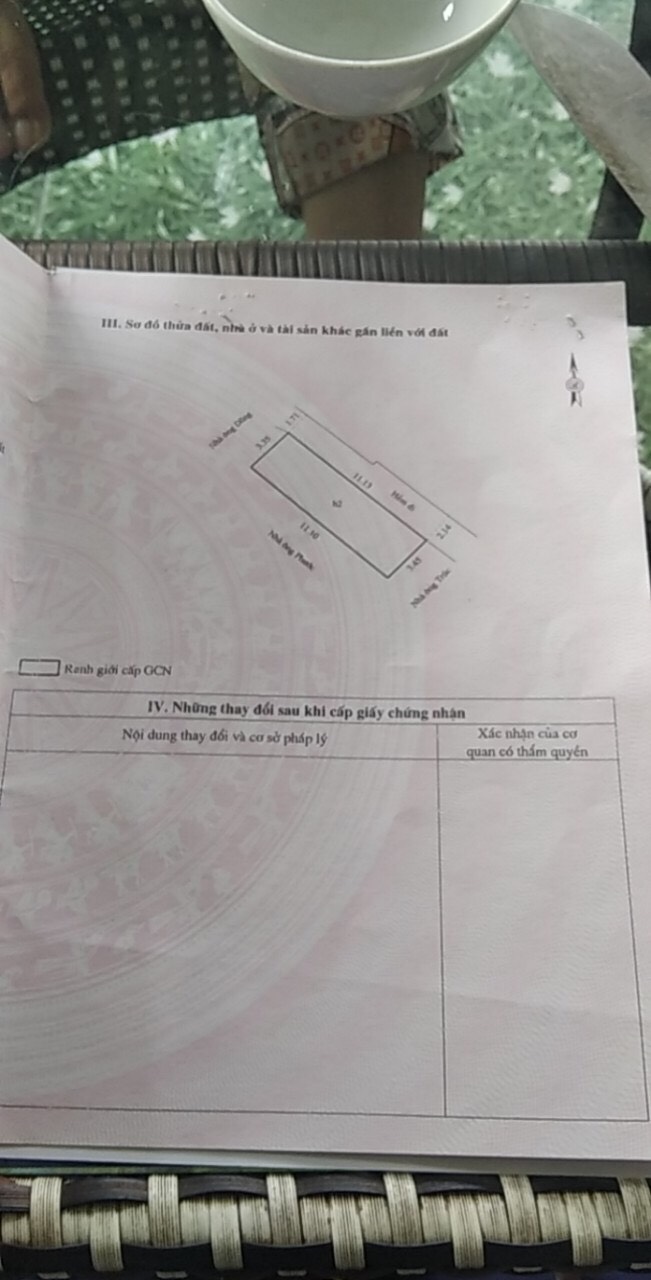 III. Sơ đồ thửa đất, nhà ở và tài sản khác gắn liền với đất
Nhà ông Dũng
3.35
1.71
11.13
Hẻm đi
11.10
Nhà ông Phước
2.14
3.45
Nhà ông Trúc
Ranh giới cấp GCN
IV. Những thay đổi sau khi cấp giấy chứng nhận
Nội dung thay đổi và cơ sở pháp lý
Xác nhận của cơ
quan có thẩm quyền